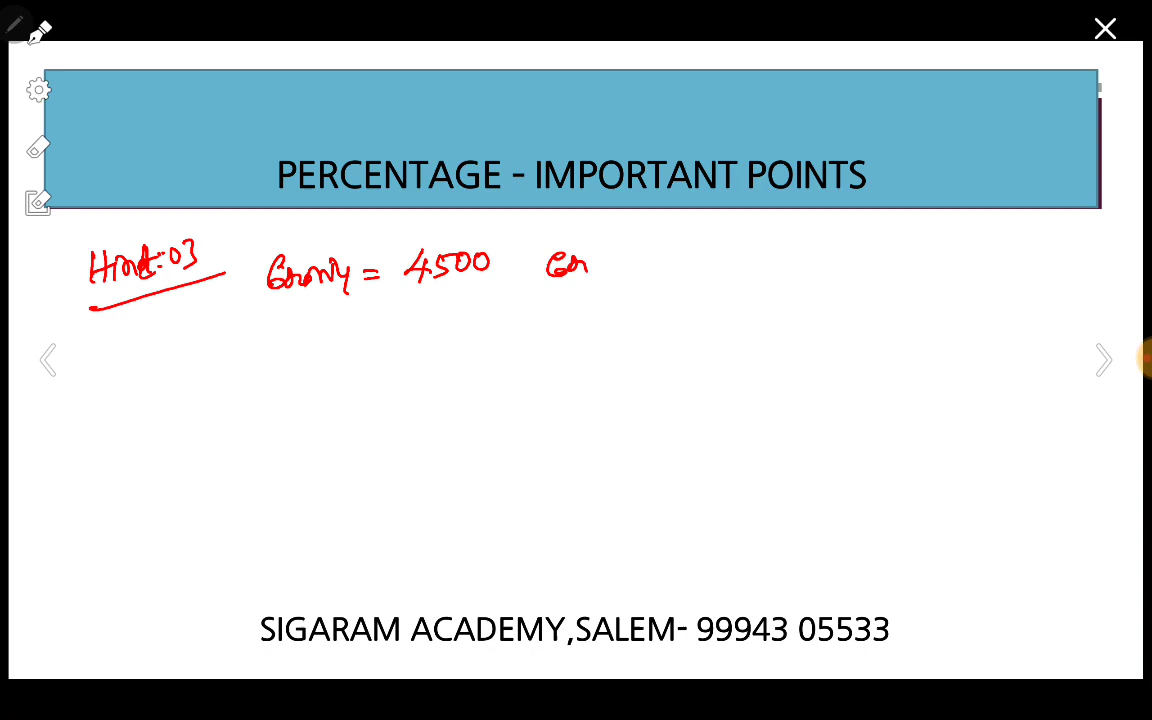 PERCENTAGE - IMPORTANT POINTS
Hint:03 = 4500
SIGARAM ACADEMY,SALEM- 99943 05533